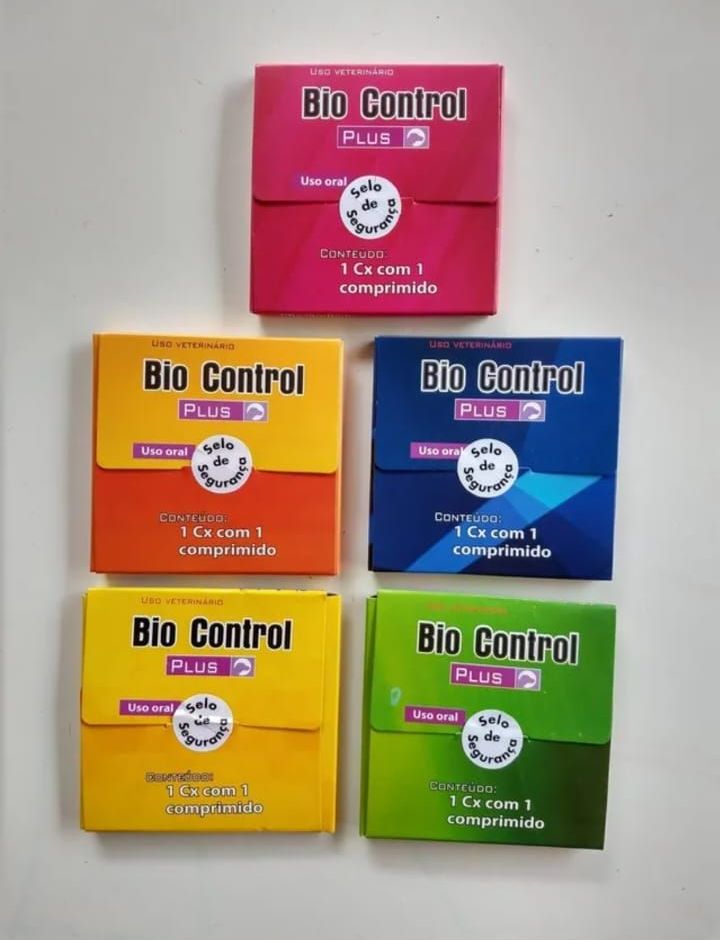 USO VETERINÁRIO
Bio Control
PLUS
Uso oral
Selo de Segurança
CONTEÚDO:
1 Cx com 1
comprimido
USO VETERINÁRIO
Bio Control
PLUS
Uso oral
Selo de Segurança
CONTEÚDO:
1 Cx com 1
comprimido
USO VETERINÁRIO
Bio Control
PLUS
Uso oral
Selo de Segurança
CONTEÚDO:
1 Cx com 1
comprimido
USO VETERINÁRIO
Bio Control
PLUS
Uso oral
Selo de Segurança
CONTEÚDO:
1 Cx com 1
comprimido
Bio Control
PLUS
Uso oral
Selo de Segurança
CONTEÚDO:
1 Cx com 1
comprimido